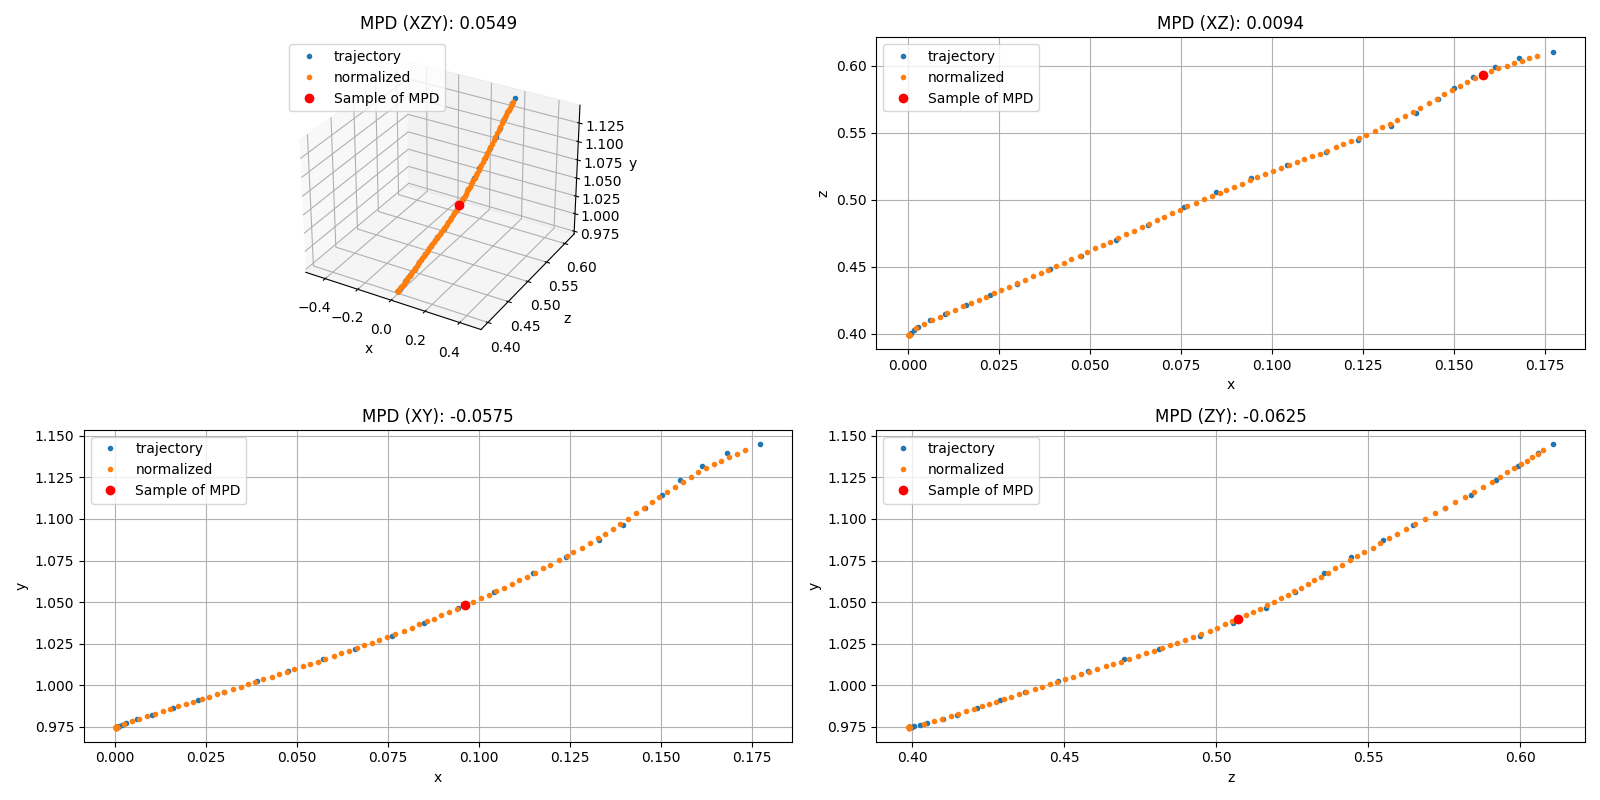 MPD (XZY): 0.0549
trajectory
normalized
Sample of MPD
1.125
1.100
1.075
1.050
1.025
1.000
0.975
y
−0.4
−0.2
0.0
0.2
0.4
x
0.40
0.45
0.50
0.55
0.60
z
MPD (XZ): 0.0094
trajectory
normalized
Sample of MPD
0.60
0.55
0.50
0.45
0.40
z
0.000 0.025 0.050 0.075 0.100 0.125 0.150 0.175
x
MPD (XY): -0.0575
trajectory
normalized
Sample of MPD
1.150
1.125
1.100
1.075
1.050
1.025
1.000
0.975
y
0.000 0.025 0.050 0.075 0.100 0.125 0.150 0.175
x
MPD (ZY): -0.0625
trajectory
normalized
Sample of MPD
1.150
1.125
1.100
1.075
1.050
1.025
1.000
0.975
y
0.40 0.45 0.50 0.55 0.60
z